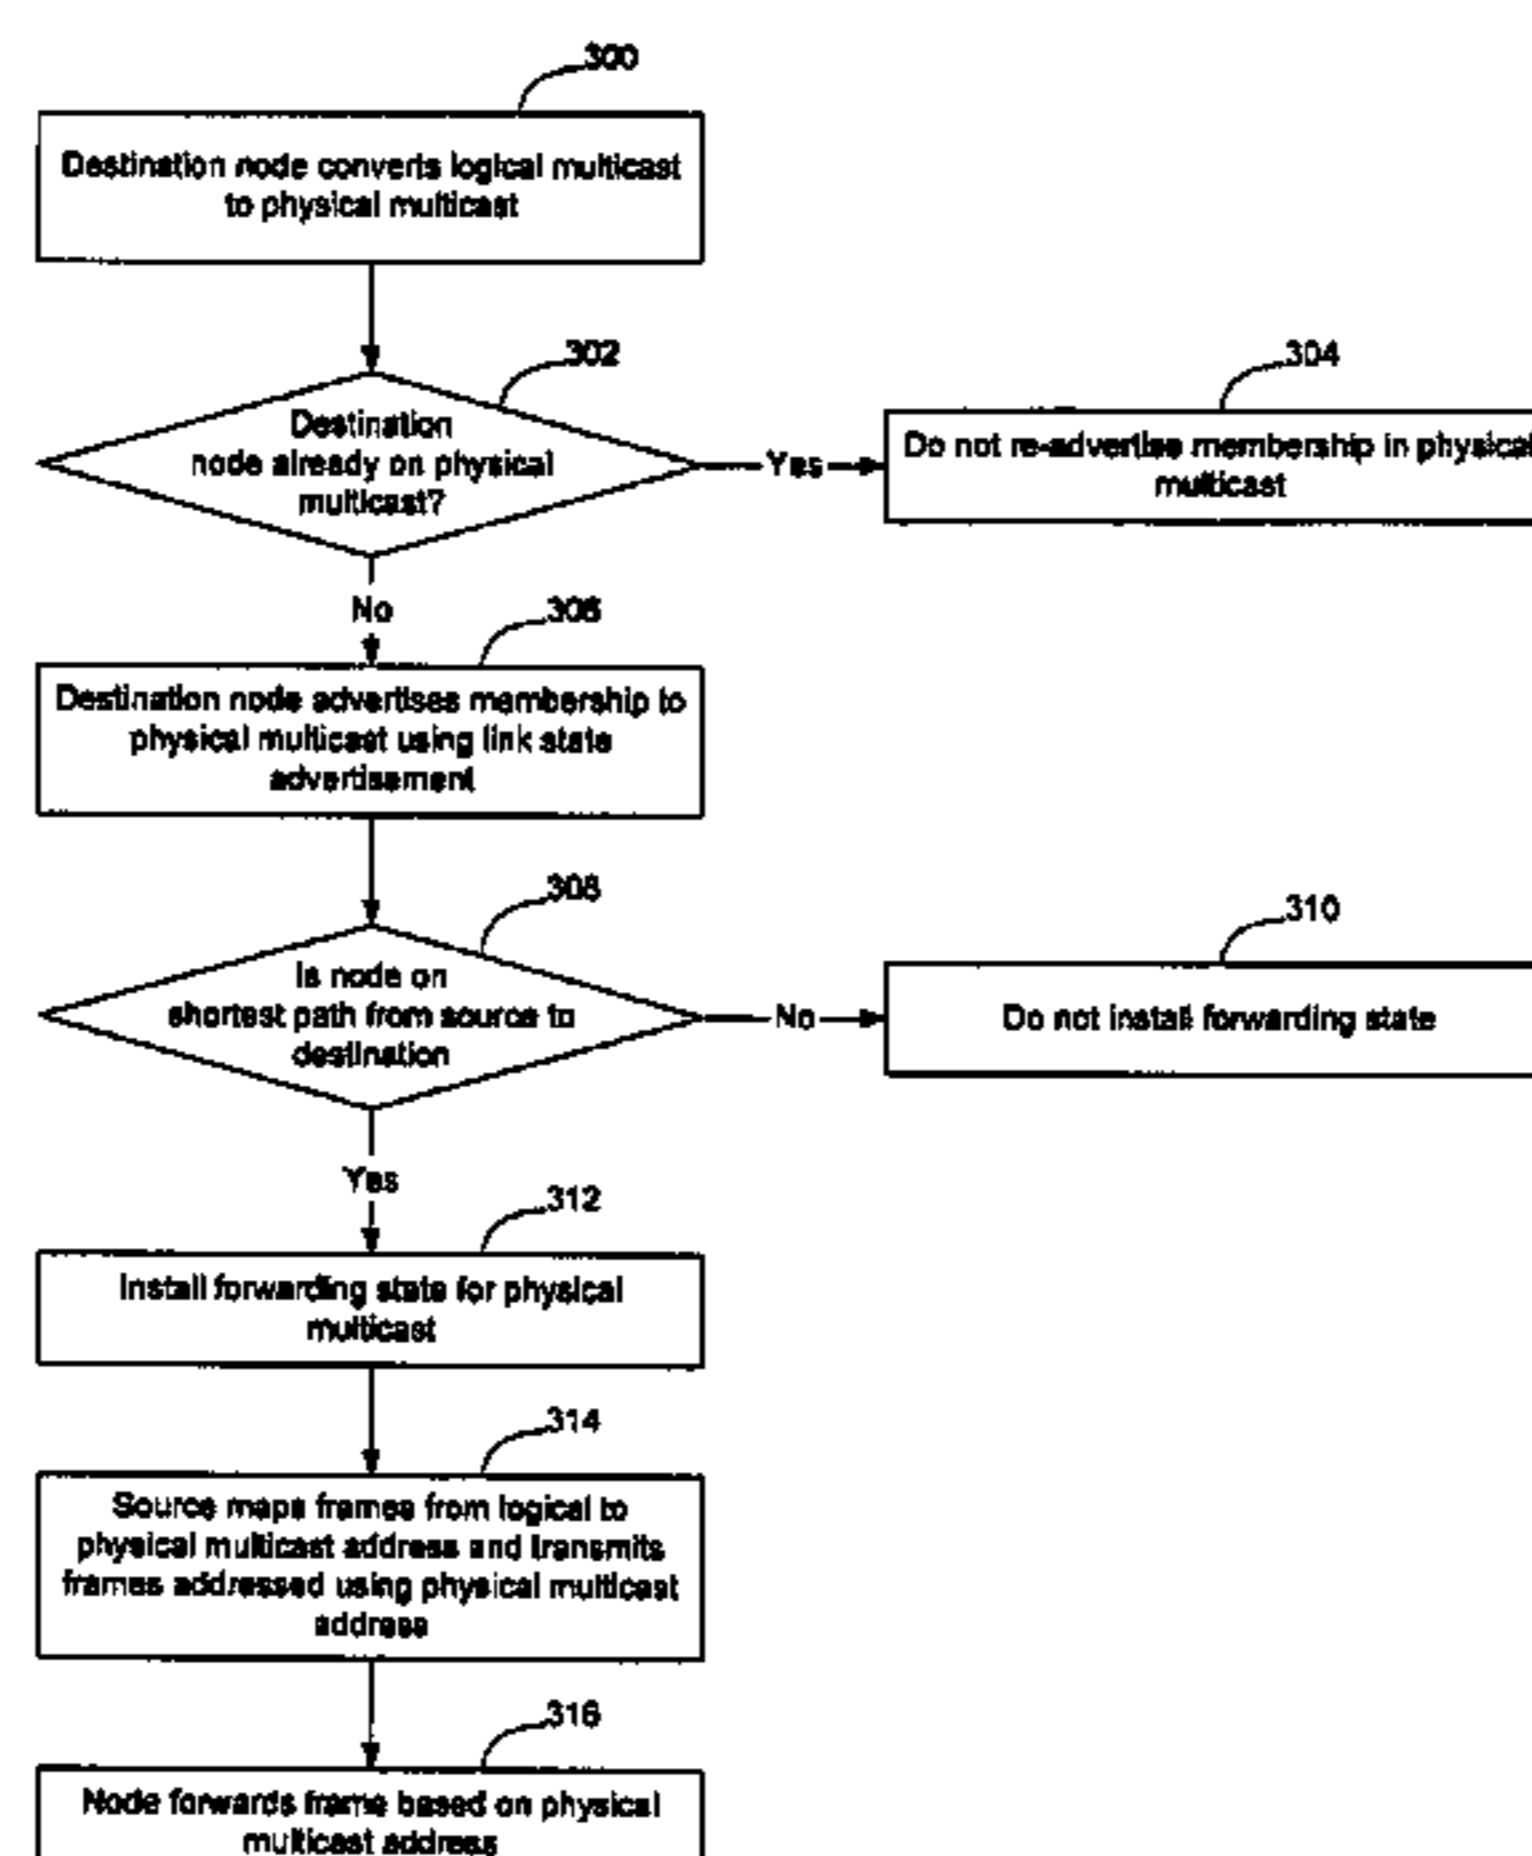 300
Destination node converts logical multicast
to physical multicast
302
Destination
node already on physical
multicast?
Yes
304
Do not re-advertise membership in physical
multicast
No
306
Destination node advertises membership to
physical multicast using link state
advertisement
308
Is node on
shortest path from source to
destination
No
310
Do not install forwarding state
Yes
312
Install forwarding state for physical
multicast
314
Source maps frames from logical to
physical multicast address and transmits
frames addressed using physical multicast
address
316
Node forwards frame based on physical
multicast address